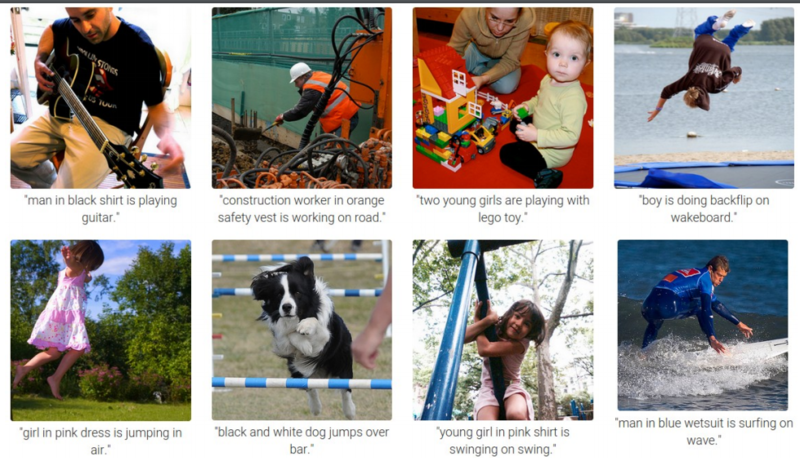 "man in black shirt is playing
guitar."
"construction worker in orange
safety vest is working on road."
"two young girls are playing with
lego toy."
"boy is doing backflip on
wakeboard."
"girl in pink dress is jumping in
air."
"black and white dog jumps over
bar."
"young girl in pink shirt is
swinging on swing."
"man in blue wetsuit is surfing on
wave."